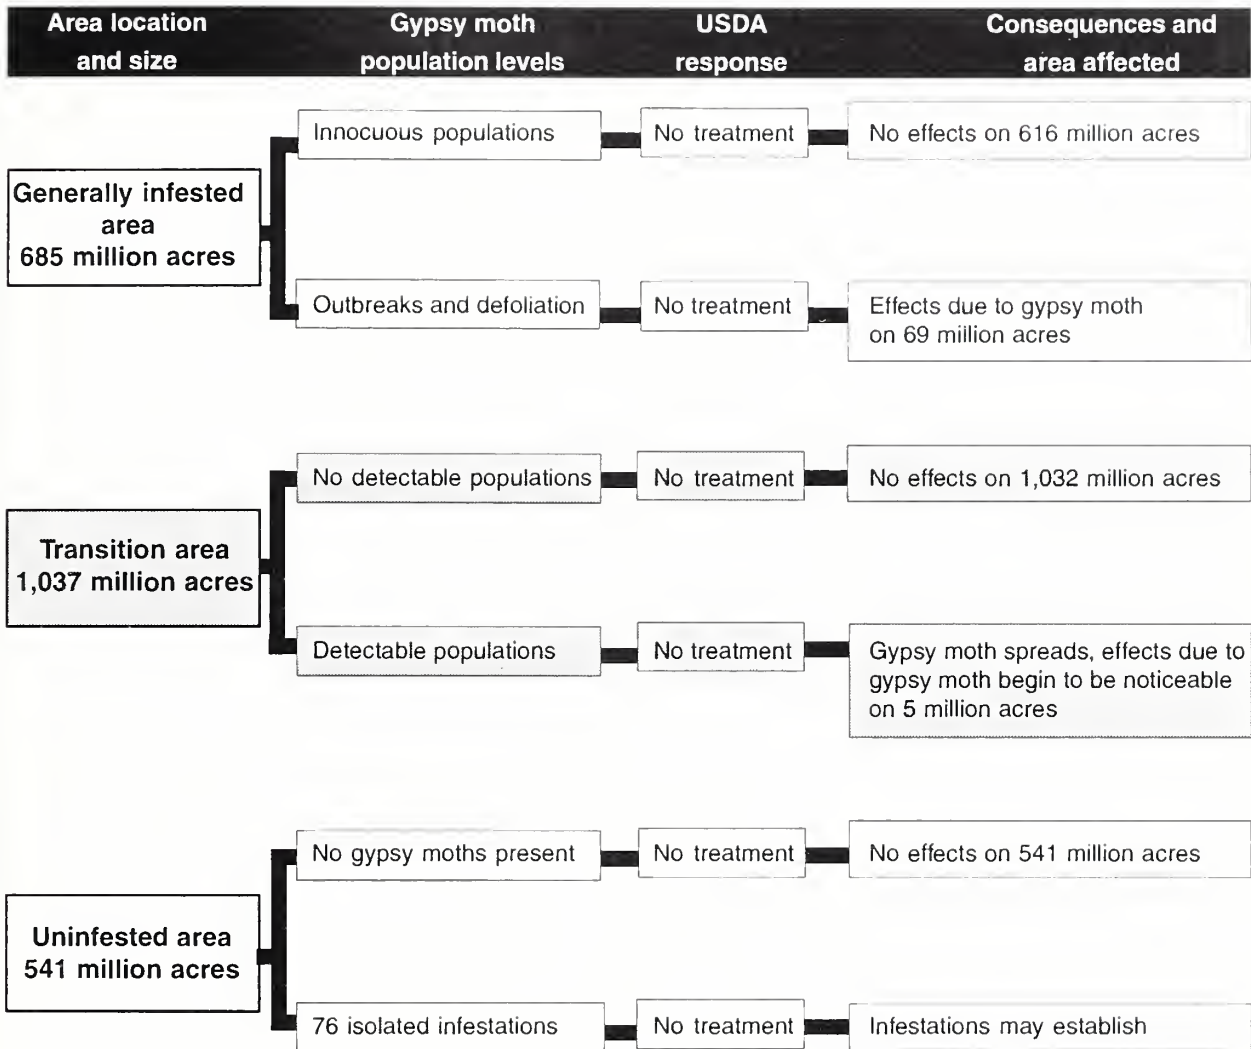 Area location
and size
Gypsy moth
population levels
USDA
response
Consequences and
area affected
Generally infested
area
685 million acres
Innocuous populations
No treatment
No effects on 616 million acres
Outbreaks and defoliation
No treatment
Effects due to gypsy moth
on 69 million acres
Transition area
1,037 million acres
No detectable populations
No treatment
No effects on 1,032 million acres
Detectable populations
No treatment
Gypsy moth spreads, effects due to
gypsy moth begin to be noticeable
on 5 million acres
Uninfested area
541 million acres
No gypsy moths present
No treatment
No effects on 541 million acres
76 isolated infestations
No treatment
Infestations may establish